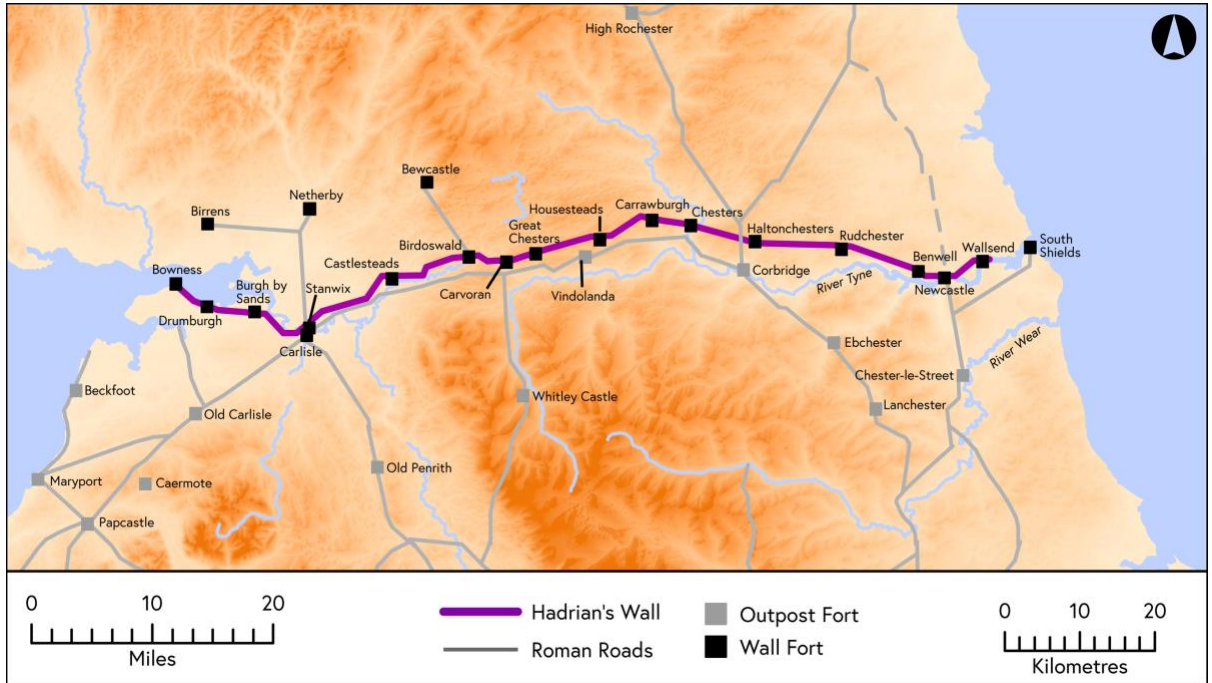 High Rochester
Bewcastle
Netherby
Birrens
Housesteads
Carrawburgh
Chesters
Great
Chesters
Haltonchesters
Rudchester
Birdoswald
Benwell
Wallsend
South
Shields
Castlesteads
Bowness
Burgh by
Sands
Stanwix
Corbridge
River Tyne
Carvoran
Vindolanda
Newcastle
Drumburgh
Carlisle
Ebchester
River Wear
Beckfoot
Chester-le-Street
Whitley Castle
Lanchester
Old Carlisle
Old Penrith
Maryport
Caermote
Papcastle
0 10 20
Miles
Hadrian's Wall
Roman Roads
Outpost Fort
Wall Fort
0 10 20
Kilometres